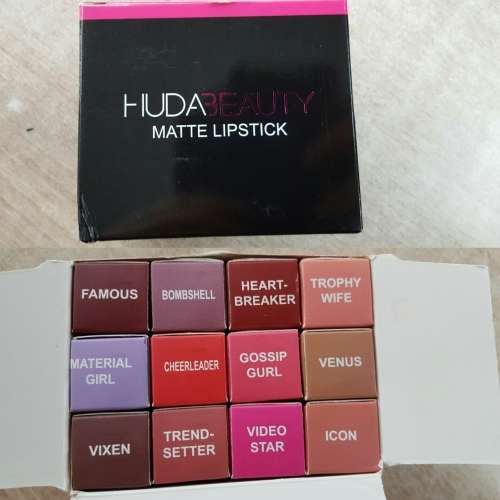 HUDABEAUTY
MATTE LIPSTICK
FAMOUS
BOMBSHELL
HEART-
BREAKER
TROPHY
WIFE
MATERIAL
GIRL
CHEERLEADER
GOSSIP
GURL
VENUS
VIXEN
TREND-
SETTER
VIDEO
STAR
ICON